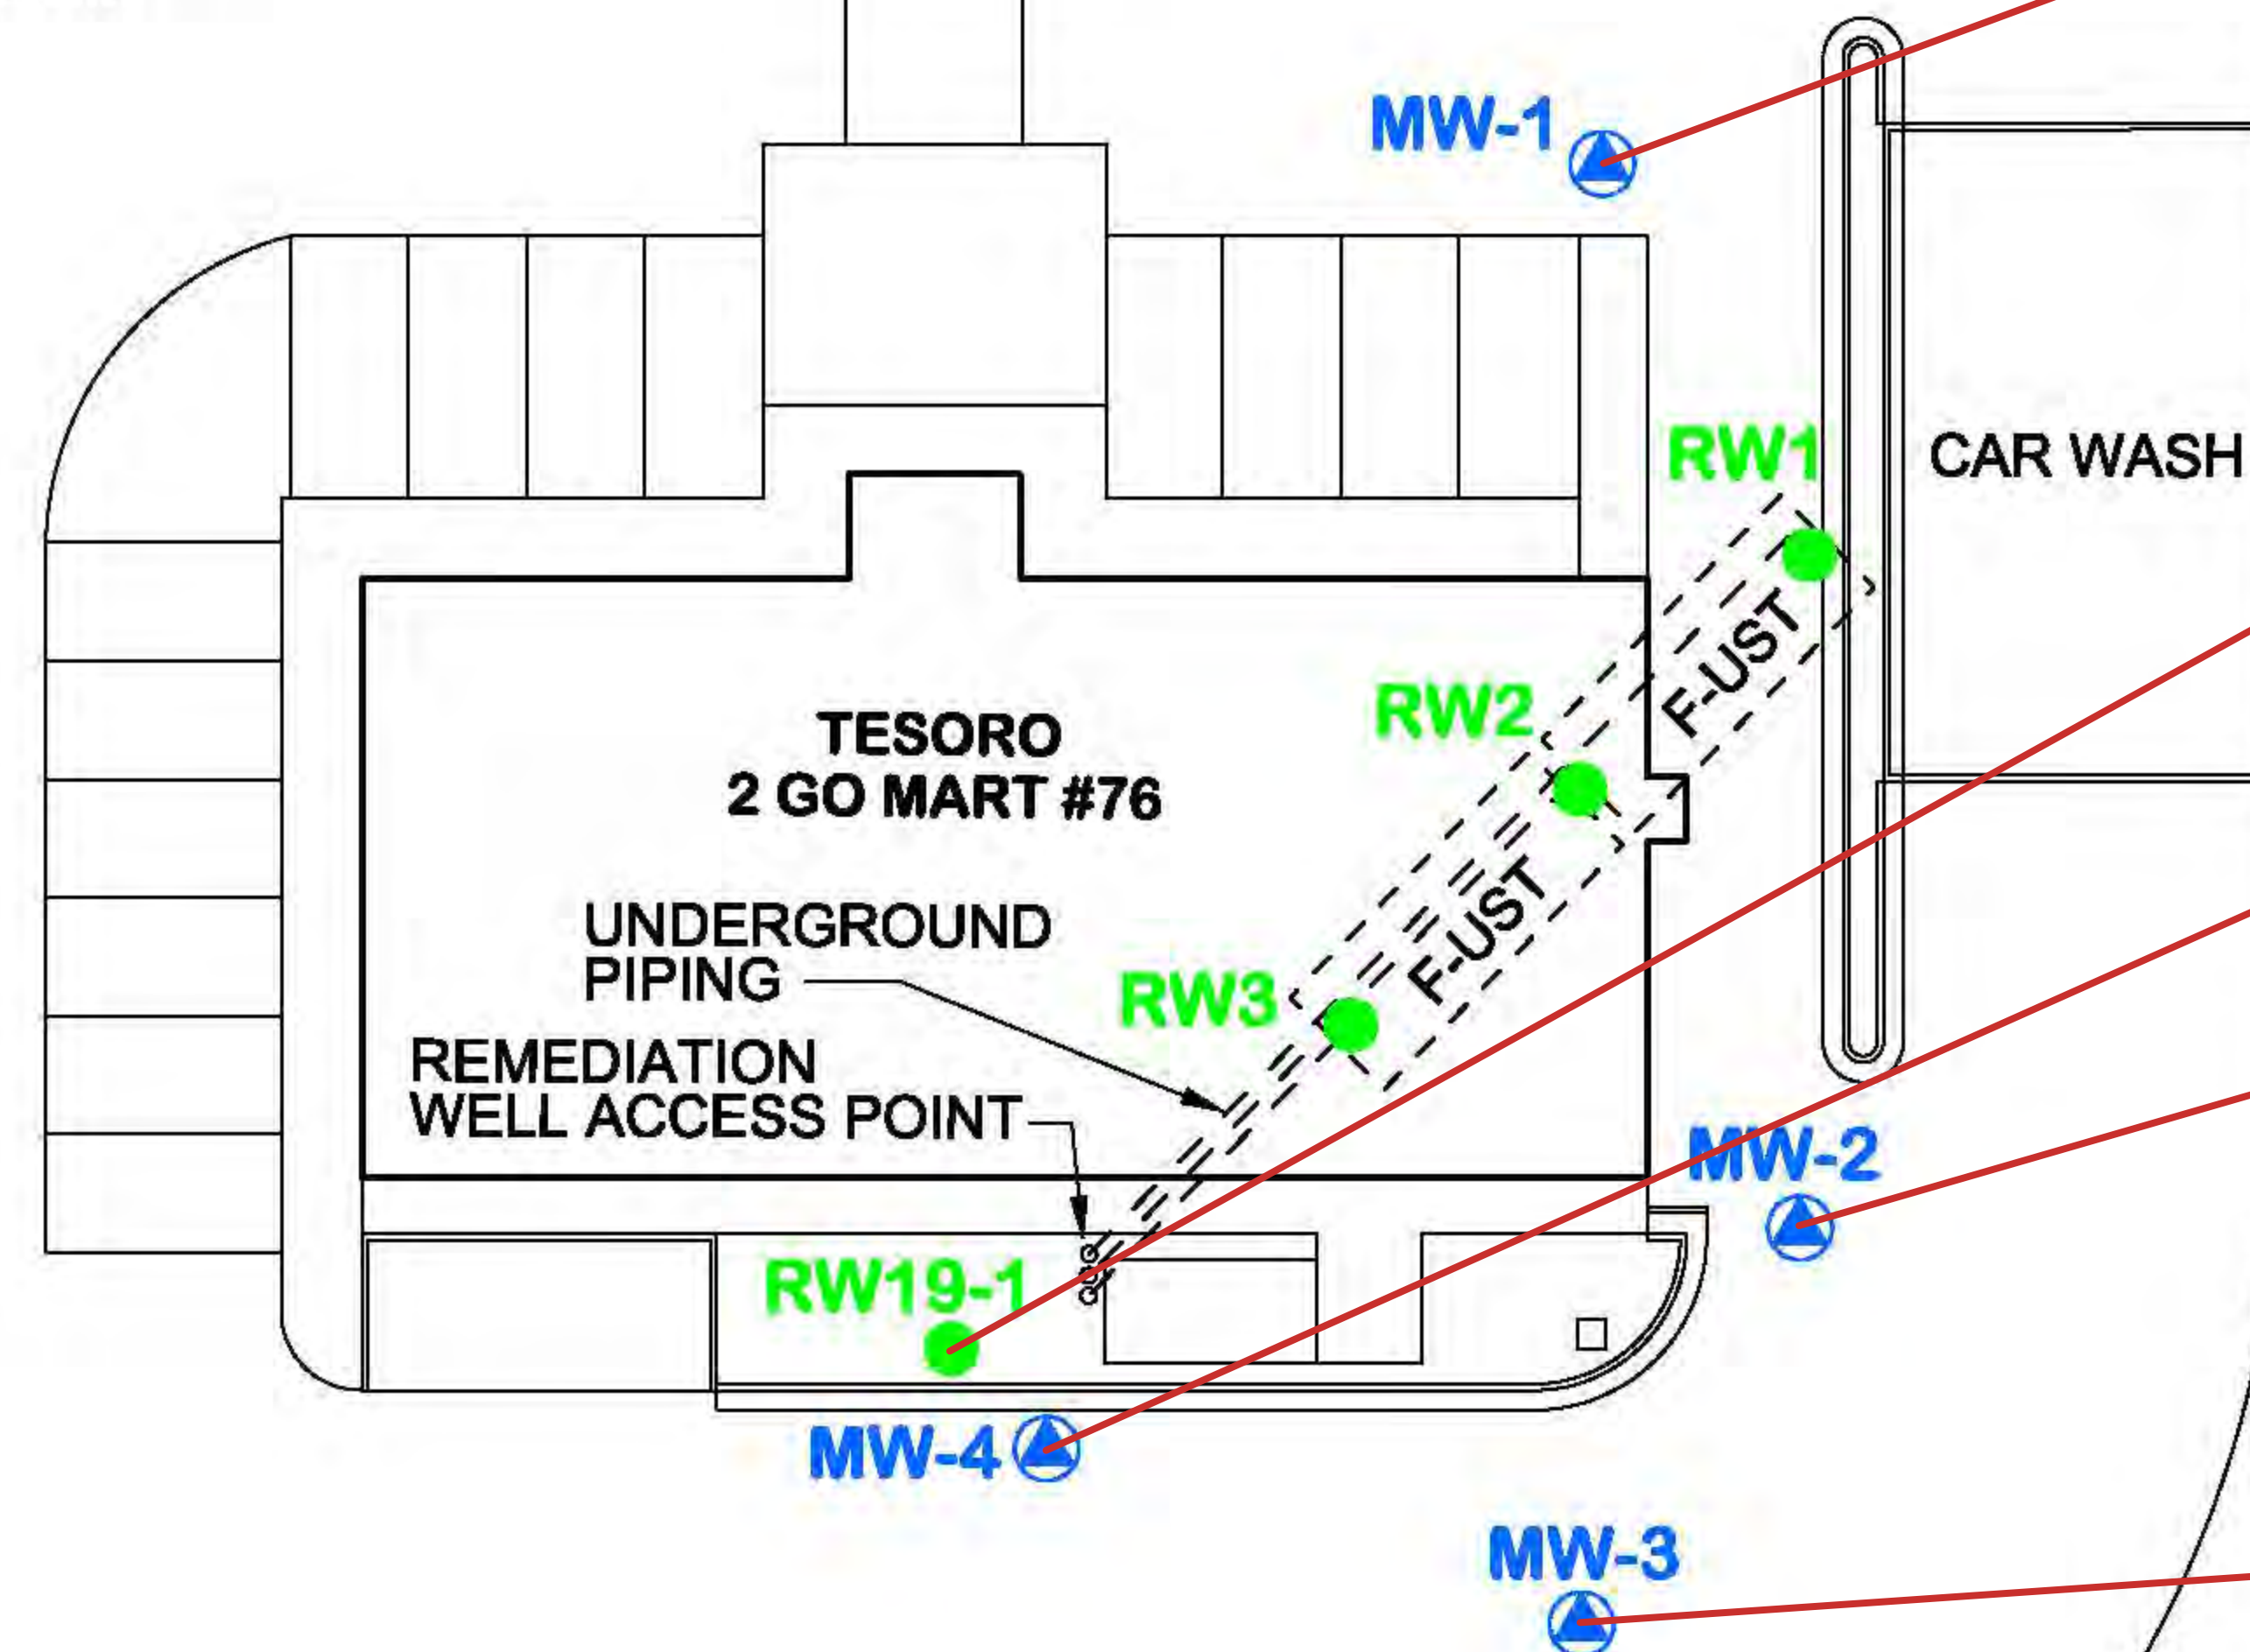 MW-1
RW1
CAR WASH
F-UST
RW2
TESORO
2 GO MART #76
F-UST
UNDERGROUND
PIPING
RW3
REMEDIATION
WELL ACCESS POINT
MW-2
RW19-1
MW-4
MW-3